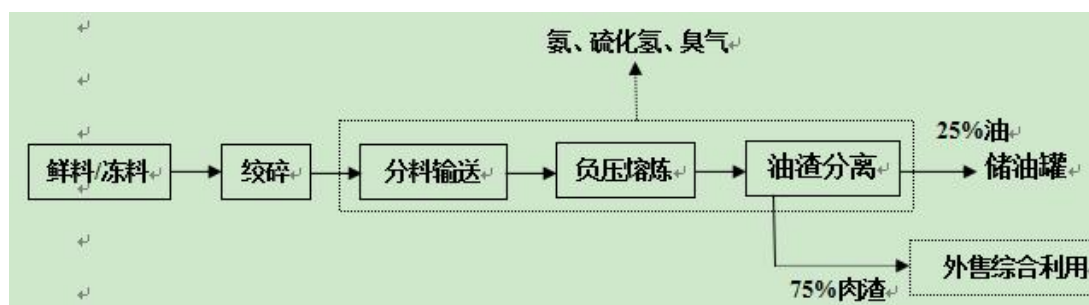 氨、硫化氢、臭气
鲜料/冻料
绞碎
分料输送
负压熔炼
油渣分离
25%油
储油罐
75%肉渣
外售综合利用